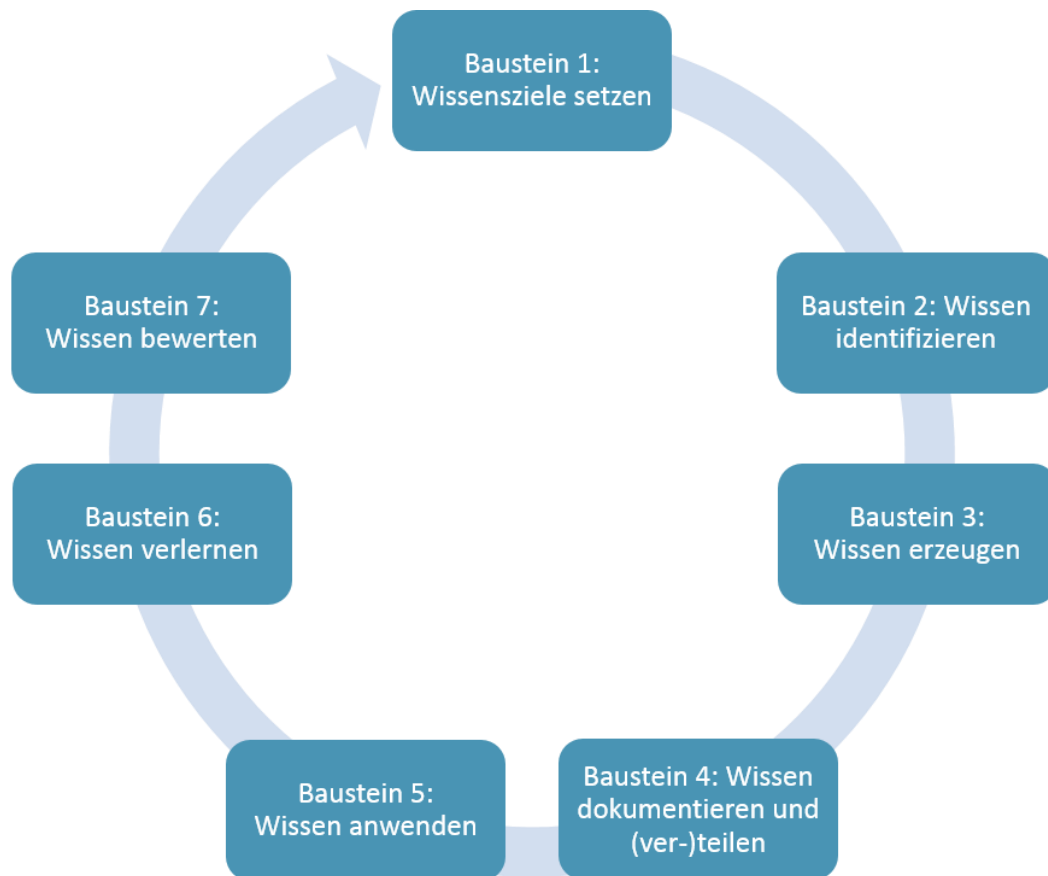 Baustein 1:
Wissensziele setzen
Baustein 2: Wissen
identifizieren
Baustein 3:
Wissen erzeugen
Baustein 4: Wissen
dokumentieren und
(ver-)teilen
Baustein 5:
Wissen anwenden
Baustein 6:
Wissen verlernen
Baustein 7:
Wissen bewerten